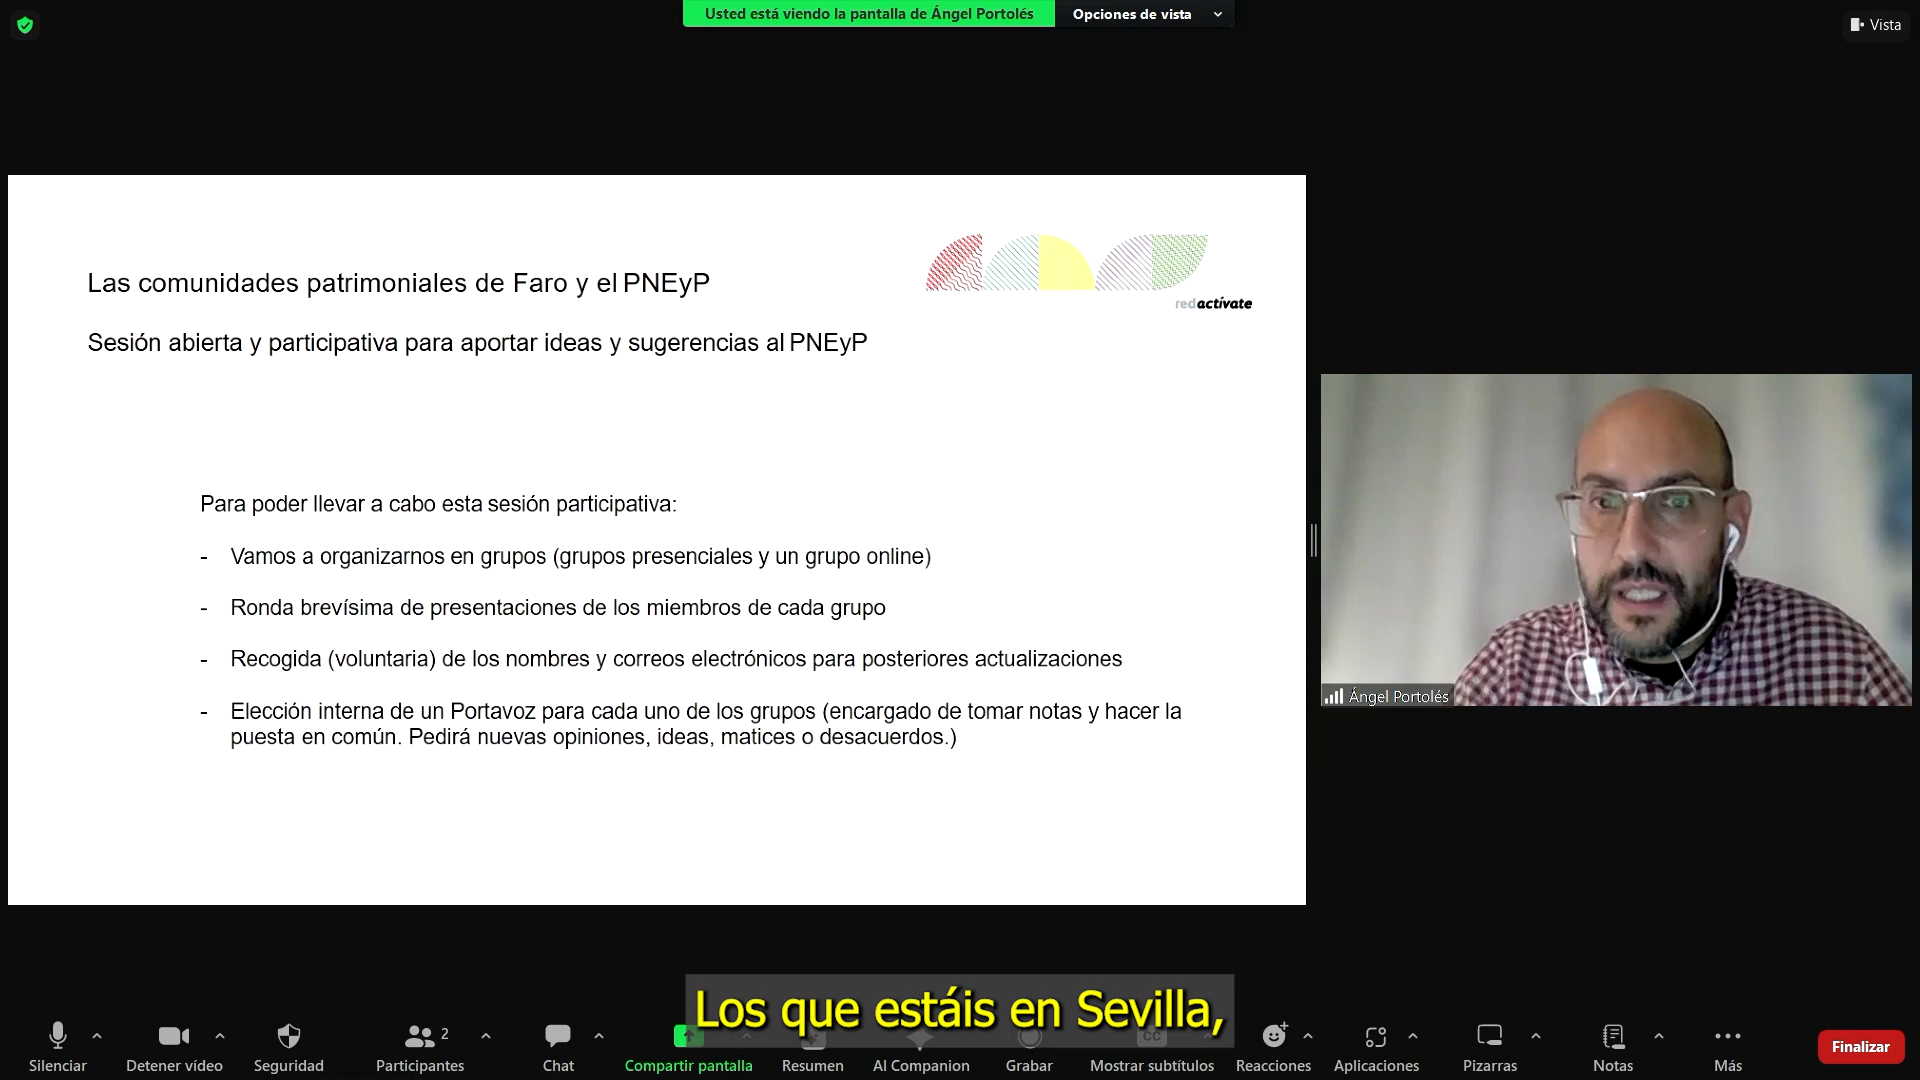 Usted está viendo la pantalla de Ángel Portolés
Opciones de vista
Vista
Las comunidades patrimoniales de Faro y el PNEyP
redactívate
Sesión abierta y participativa para aportar ideas y sugerencias al PNEyP
Para poder llevar a cabo esta sesión participativa:
- Vamos a organizarnos en grupos (grupos presenciales y un grupo online)
- Ronda brevísima de presentaciones de los miembros de cada grupo
- Recogida (voluntaria) de los nombres y correos electrónicos para posteriores actualizaciones
- Elección interna de un Portavoz para cada uno de los grupos (encargado de tomar notas y hacer la
puesta en común. Pedirá nuevas opiniones, ideas, matices o desacuerdos.)
Ángel Portolés
Los que estáis en Sevilla,
2
CC
Silenciar
Detener vídeo
Seguridad
Participantes
Chat
Compartir pantalla
Resumen
AI Companion
Grabar
Mostrar subtítulos
Reacciones
Aplicaciones
Pizarras
Notas
Más
Finalizar